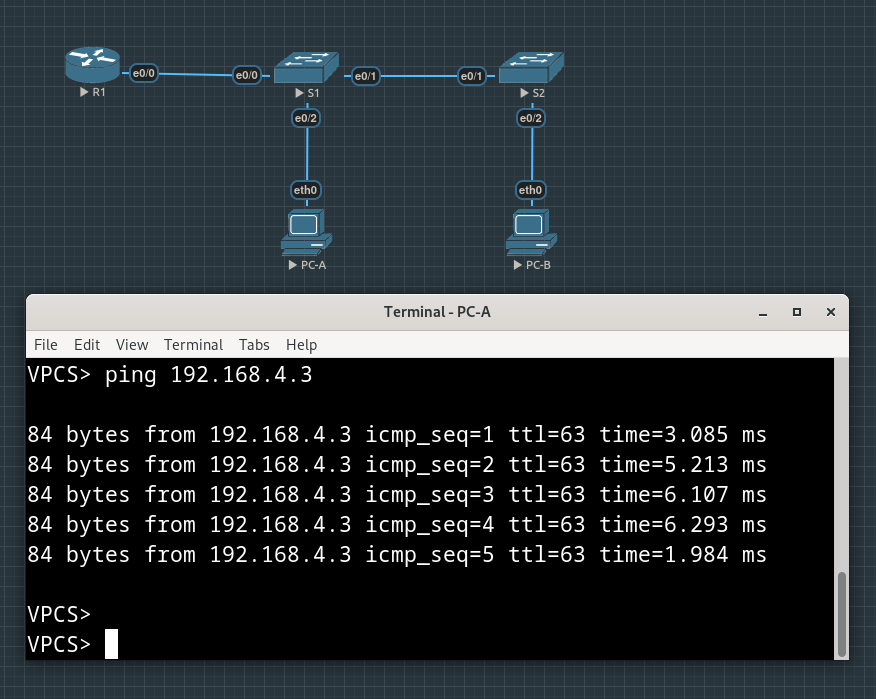 e0/0 e0/0 e0/1 e0/1
R1 S1 S2
e0/2 e0/2
eth0 eth0
PC-A PC-B
Terminal - PC-A
File Edit View Terminal Tabs Help
VPCS> ping 192.168.4.3
84 bytes from 192.168.4.3 icmp_seq=1 ttl=63 time=3.085 ms
84 bytes from 192.168.4.3 icmp_seq=2 ttl=63 time=5.213 ms
84 bytes from 192.168.4.3 icmp_seq=3 ttl=63 time=6.107 ms
84 bytes from 192.168.4.3 icmp_seq=4 ttl=63 time=6.293 ms
84 bytes from 192.168.4.3 icmp_seq=5 ttl=63 time=1.984 ms
VPCS>
VPCS>